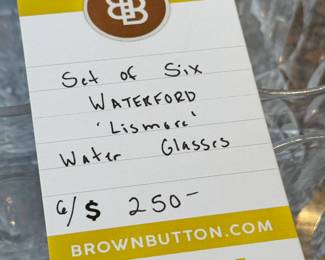 Set of Six
WATERFORD
'Lismore'
Water Glasses
6/$ 250-
BROWNBUTTON.COM